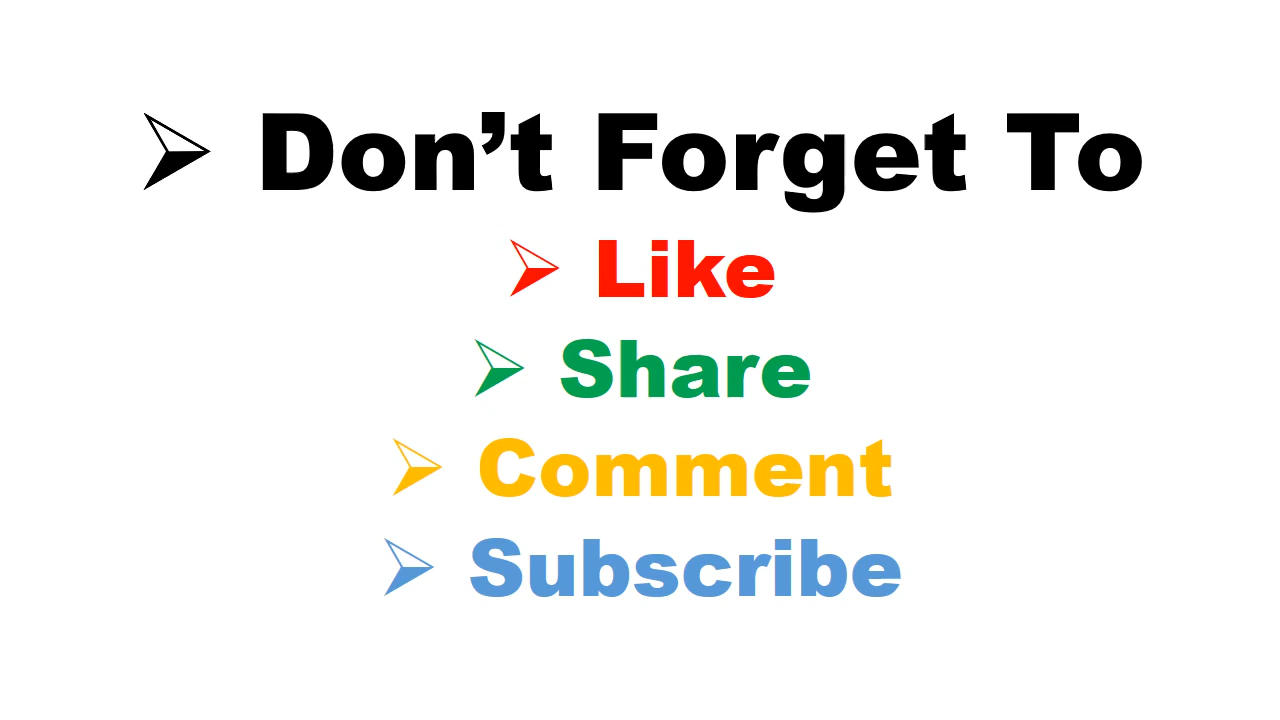 ➢ Don’t Forget To
➢ Like
➢ Share
➢ Comment
➢ Subscribe